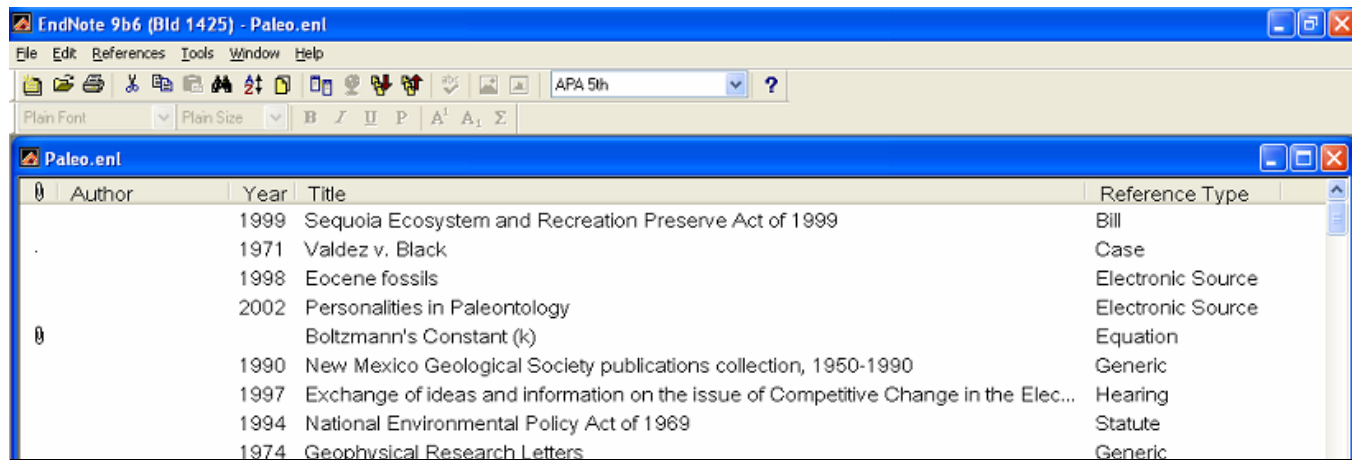 EndNote 9b6 (Bld 1425) - Paleo.enl
File Edit References Tools Window Help
APA 5th ?
Plain Font Plain Size B I U P A¹ A₁ Σ
Paleo.enl
Author Year Title Reference Type
1999 Sequoia Ecosystem and Recreation Preserve Act of 1999 Bill
1971 Valdez v. Black Case
1998 Eocene fossils Electronic Source
2002 Personalities in Paleontology Electronic Source
Boltzmann's Constant (k) Equation
1990 New Mexico Geological Society publications collection, 1950-1990 Generic
1997 Exchange of ideas and information on the issue of Competitive Change in the Elec... Hearing
1994 National Environmental Policy Act of 1969 Statute
1974 Geophysical Research Letters Generic